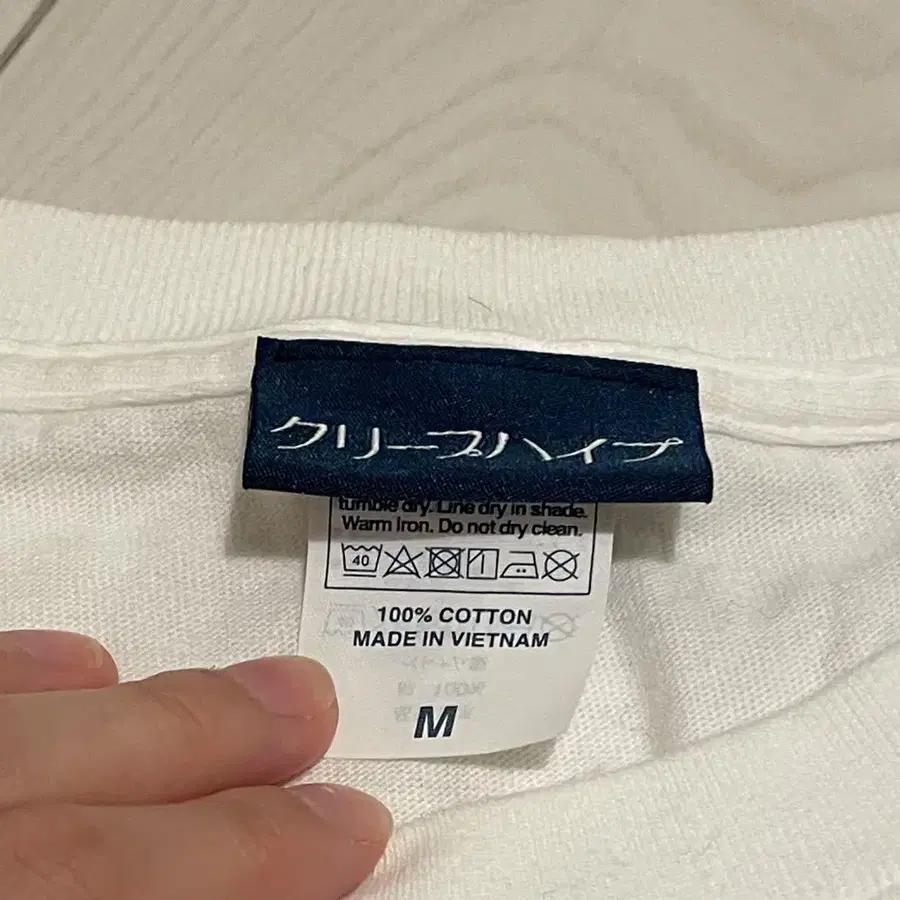 クリープハイプ
tumble dry. Line dry in shade.
Warm Iron. Do not dry clean.
40
100% COTTON
MADE IN VIETNAM
M